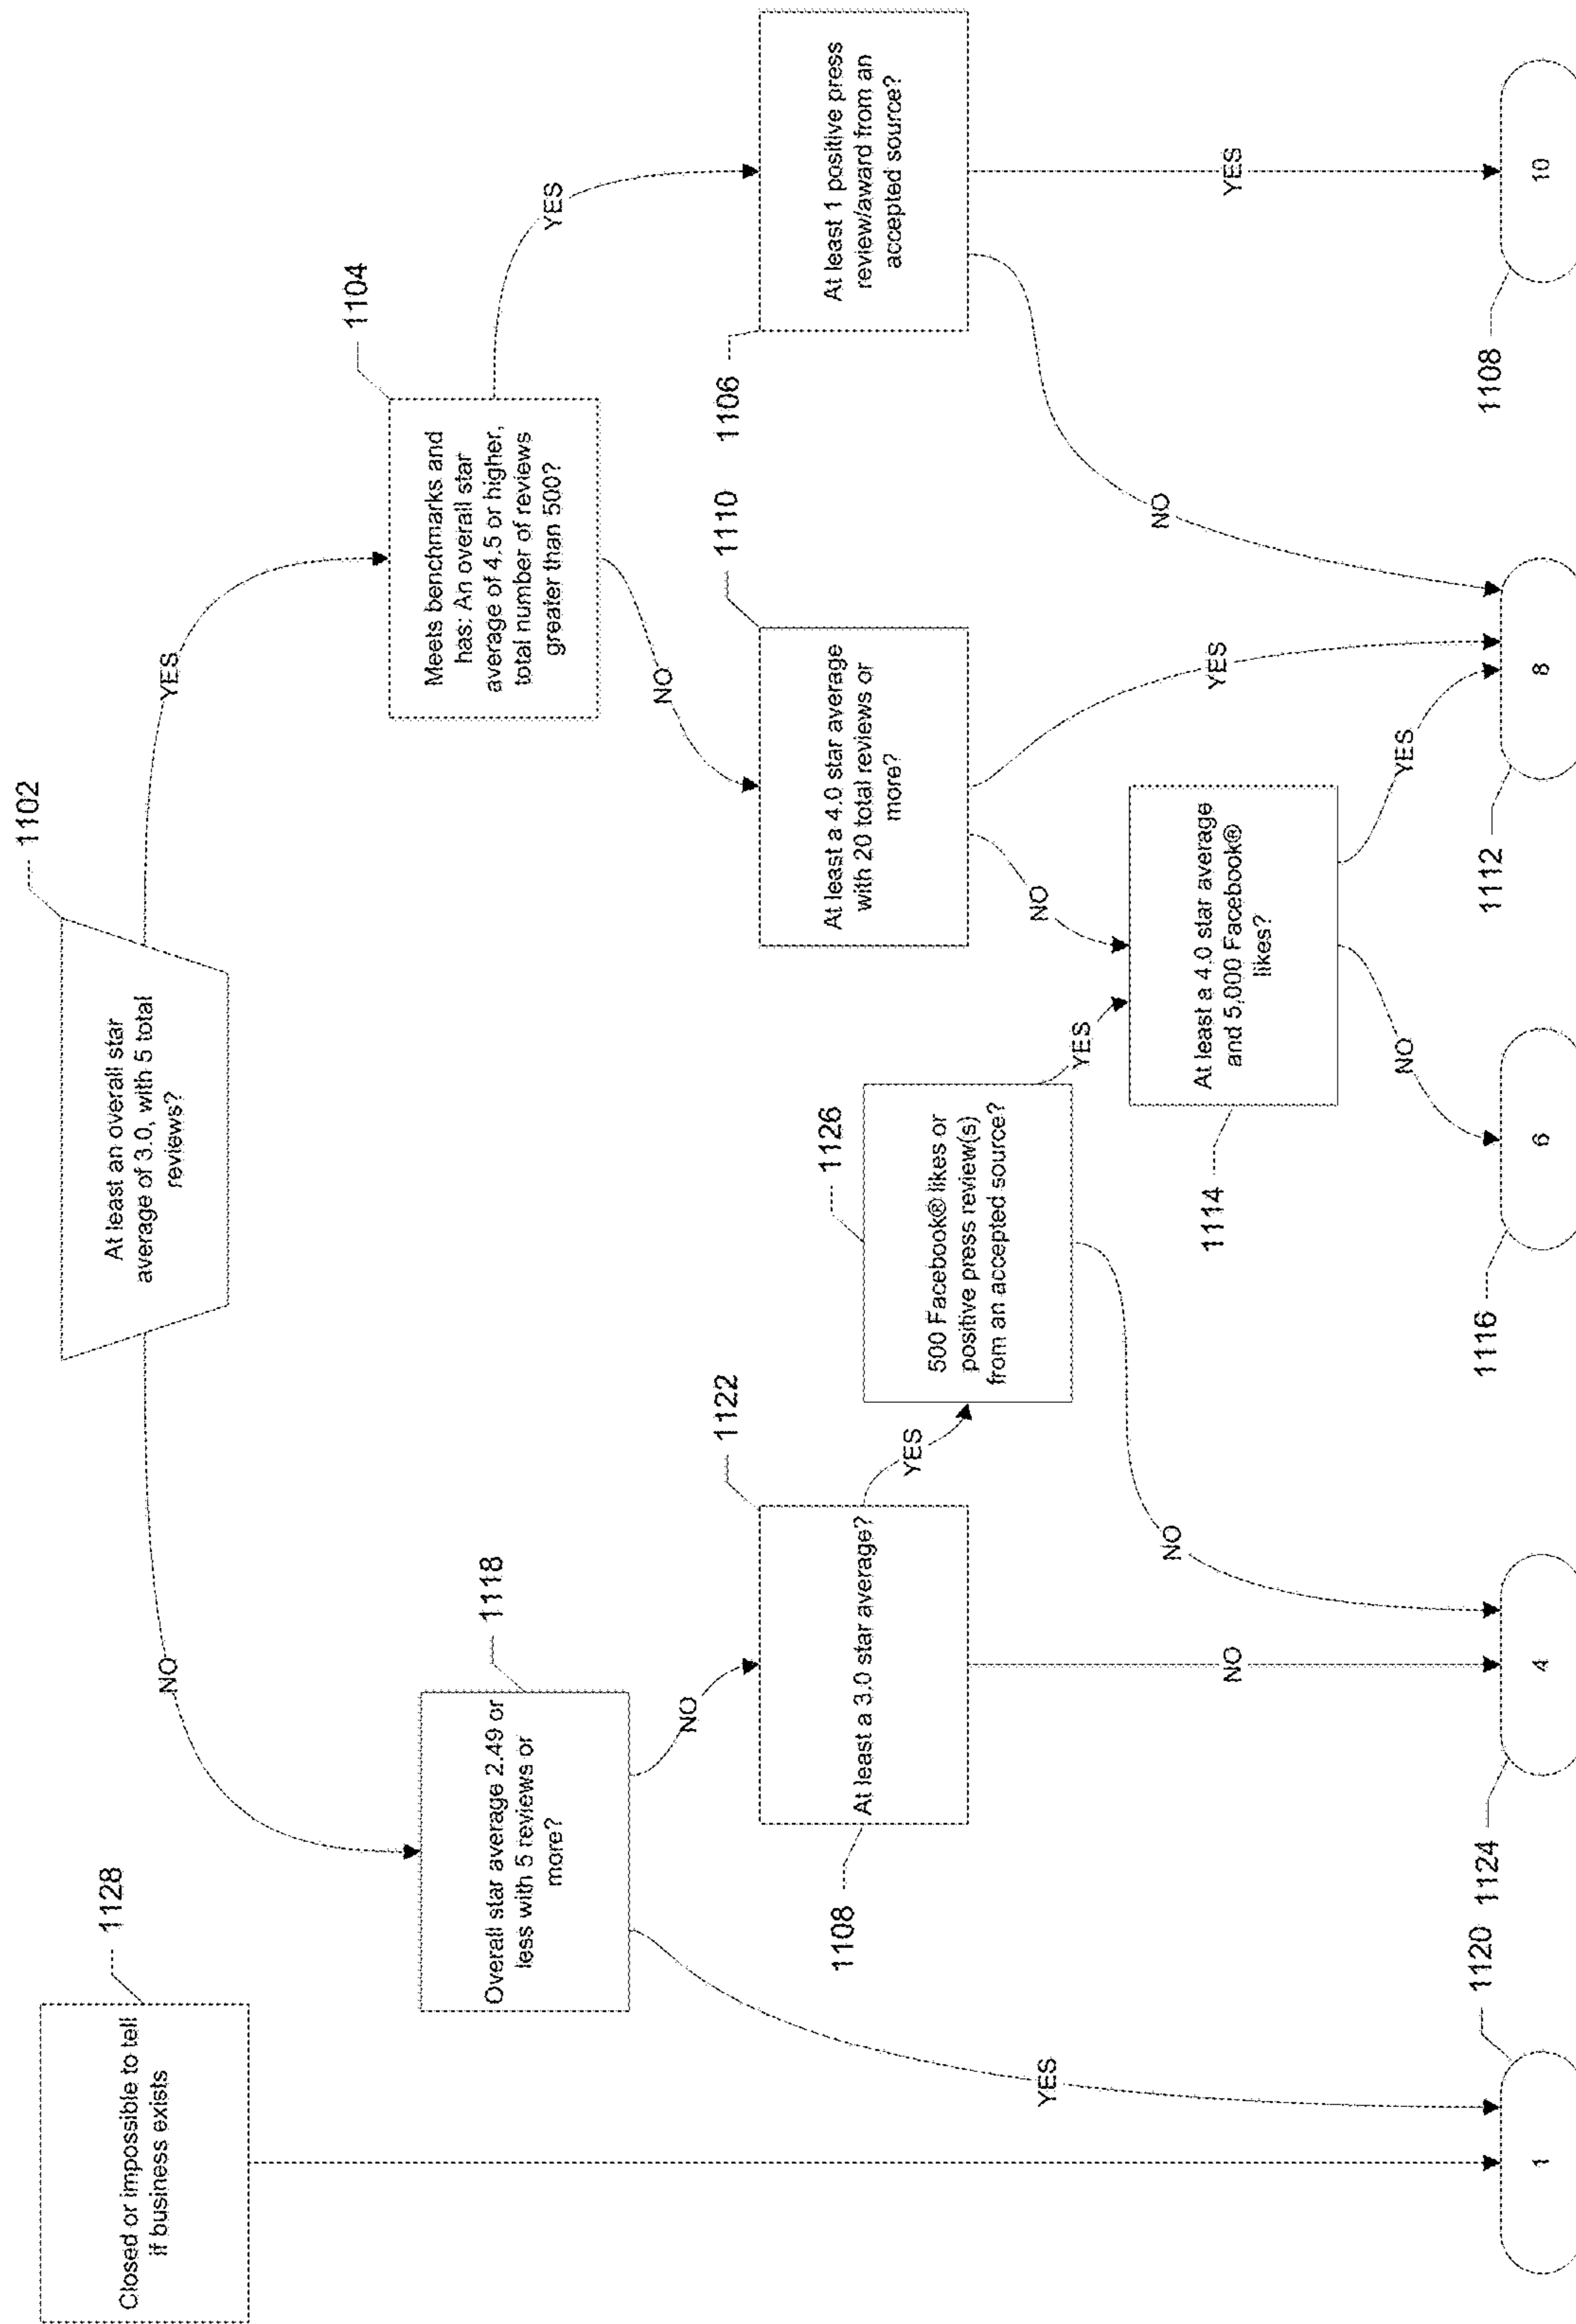 1102
At least an overall star
average of 3.0, with 5 total
reviews?
NO
YES
1128
Closed or impossible to tell
if business exists
1118
Overall star average 2.49 or
less with 5 reviews or
more?
YES
NO
1104
Meets benchmarks and
has: An overall star
average of 4.5 or higher,
total number of reviews
greater than 500?
NO
YES
1108
1122
At least a 3.0 star average?
YES
NO
1126
500 Facebook® likes or
positive press review(s)
from an accepted source?
YES
NO
1110
At least a 4.0 star average
with 20 total reviews or
more?
NO
YES
1106
At least 1 positive press
review/award from an
accepted source?
NO
YES
1114
At least a 4.0 star average
and 5,000 Facebook®
likes?
NO
YES
1120
1
1124
4
1116
6
1112
8
1108
10